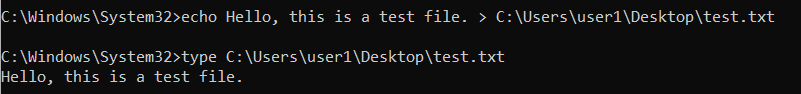 C:\Windows\System32>echo Hello, this is a test file. > C:\Users\user1\Desktop\test.txt
C:\Windows\System32>type C:\Users\user1\Desktop\test.txt
Hello, this is a test file.